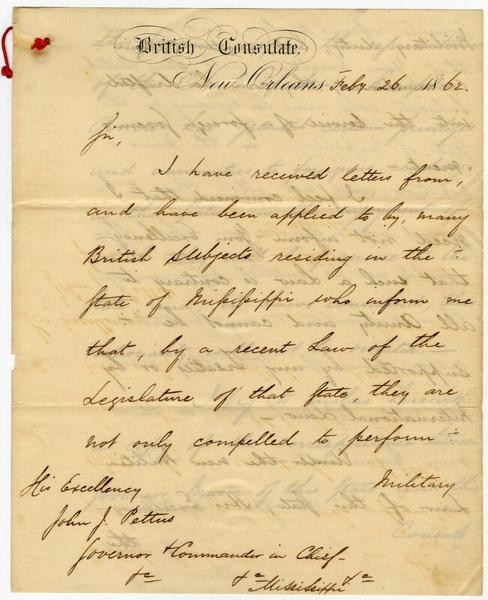 British Consulate.
New Orleans, Feby 26 1862.
Sir,
I have received letters from,
and have been applied to by, many
British Subjects residing in the
State of Mississippi who inform me
that, by a recent Law of the
Legislature of that State, they are
not only compelled to perform
Military
His Excellency
John J. Pettus
Governor & Commander in Chief
&c &c &c
Mississippi